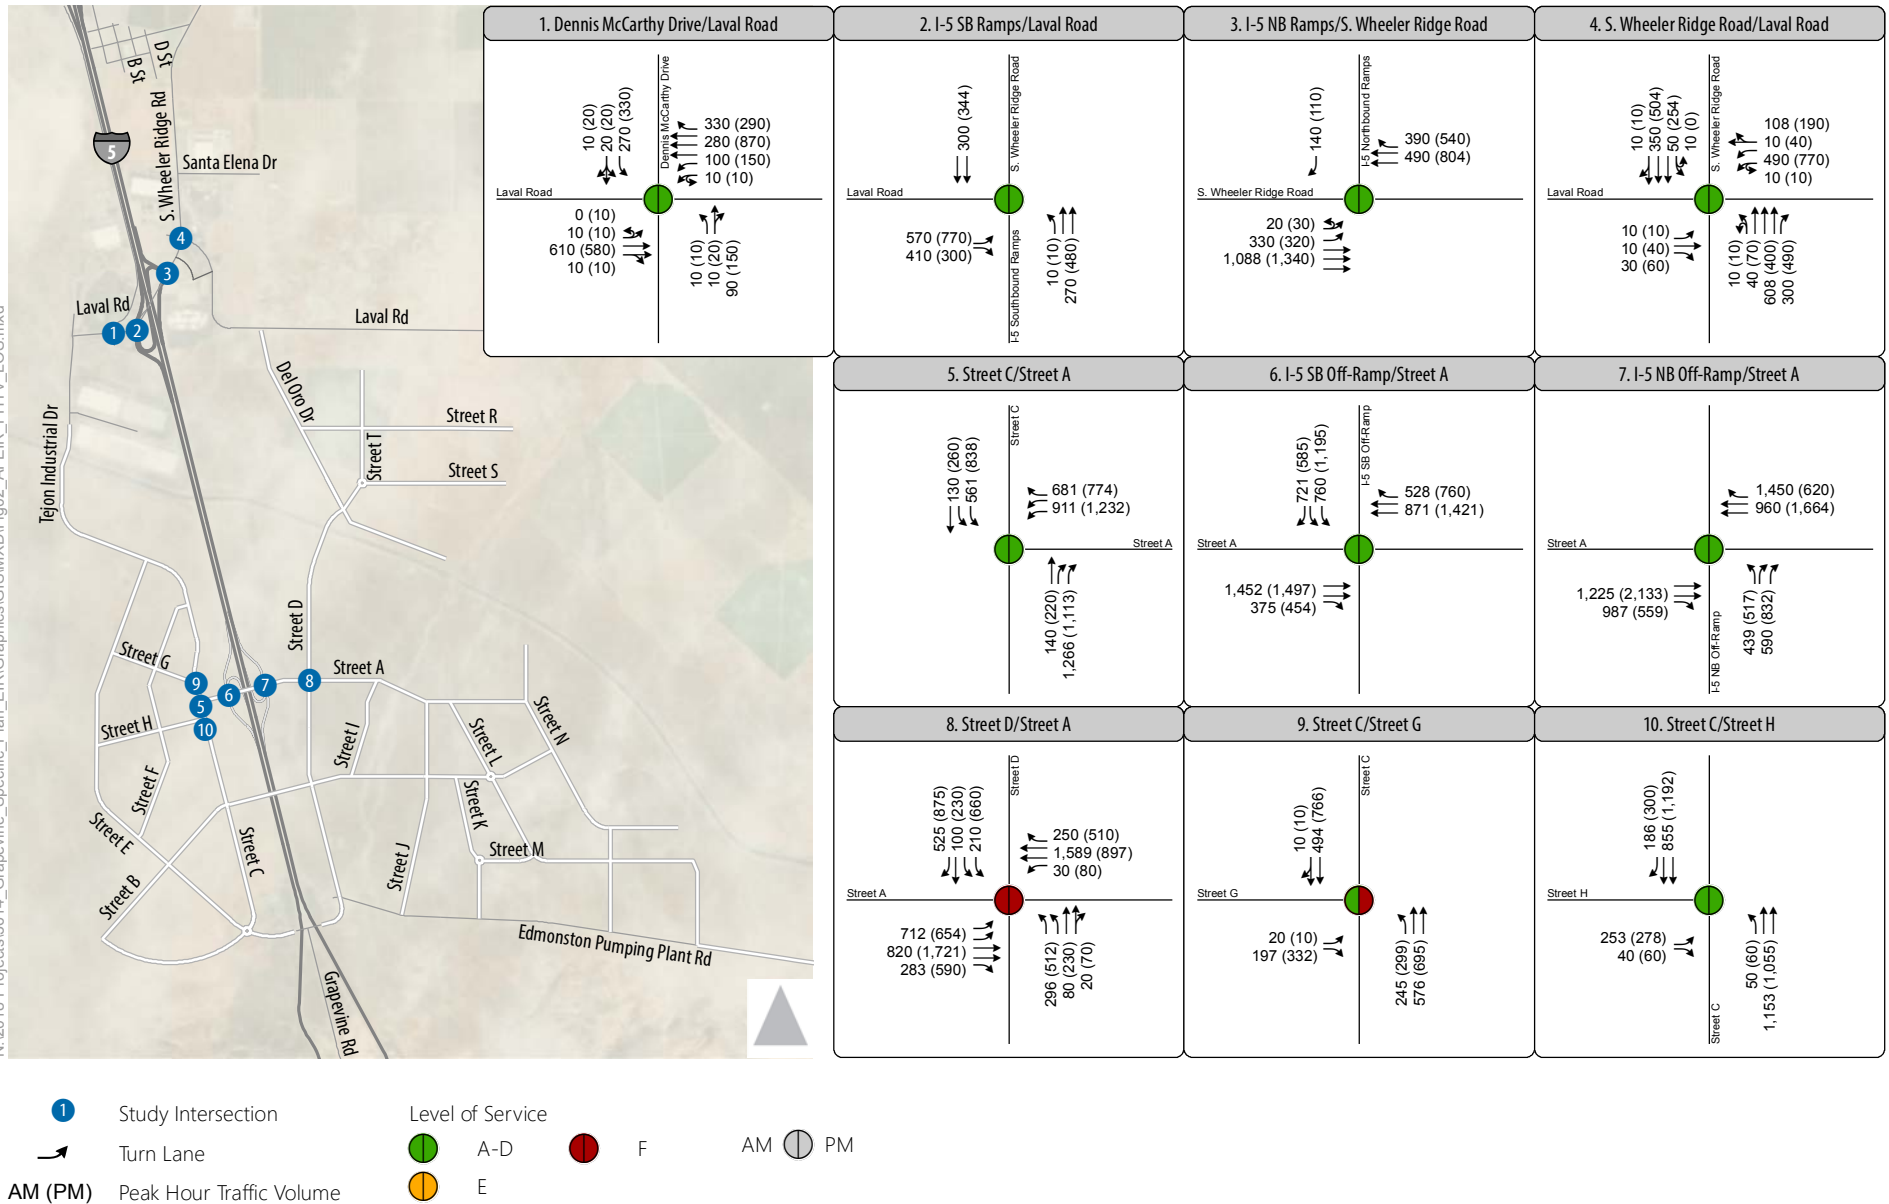 D St
B St
S. Wheeler Ridge Rd
5
Santa Elena Dr
4
3
Laval Rd
1
2
Laval Rd
Del Oro Dr
Street R
Street T
Street S
Tejon Industrial Dr
Street D
Street G
Street A
9
6
7
8
5
10
Street H
Street I
Street N
Street L
Street F
Street K
Street E
Street C
Street J
Street M
Street B
Edmonston Pumping Plant Rd
Grapevine Rd
1. Dennis McCarthy Drive/Laval Road
Dennis McCarthy Drive
Laval Road
10 (20)
20 (20)
270 (330)
330 (290)
280 (870)
100 (150)
10 (10)
0 (10)
10 (10)
610 (580)
10 (10)
10 (10)
10 (20)
90 (150)
2. I-5 SB Ramps/Laval Road
S. Wheeler Ridge Road
Laval Road
I-5 Southbound Ramps
300 (344)
570 (770)
410 (300)
10 (10)
270 (480)
3. I-5 NB Ramps/S. Wheeler Ridge Road
I-5 Northbound Ramps
S. Wheeler Ridge Road
140 (110)
390 (540)
490 (804)
20 (30)
330 (320)
1,088 (1,340)
4. S. Wheeler Ridge Road/Laval Road
S. Wheeler Ridge Road
Laval Road
10 (10)
350 (504)
50 (254)
10 (0)
108 (190)
10 (40)
490 (770)
10 (10)
10 (10)
10 (40)
30 (60)
10 (10)
40 (70)
608 (400)
300 (490)
5. Street C/Street A
Street C
Street A
130 (260)
561 (838)
681 (774)
911 (1,232)
140 (220)
1,266 (1,113)
6. I-5 SB Off-Ramp/Street A
I-5 SB Off-Ramp
Street A
721 (585)
760 (1,195)
528 (760)
871 (1,421)
1,452 (1,497)
375 (454)
7. I-5 NB Off-Ramp/Street A
Street A
I-5 NB Off-Ramp
1,450 (620)
960 (1,664)
1,225 (2,133)
987 (559)
439 (517)
590 (832)
8. Street D/Street A
Street D
Street A
525 (875)
100 (230)
210 (660)
250 (510)
1,589 (897)
30 (80)
712 (654)
820 (1,721)
283 (590)
296 (512)
80 (230)
20 (70)
9. Street C/Street G
Street C
Street G
10 (10)
494 (766)
20 (10)
197 (332)
245 (299)
576 (695)
10. Street C/Street H
Street H
Street C
186 (300)
855 (1,192)
253 (278)
40 (60)
50 (60)
1,153 (1,055)
1 Study Intersection
Turn Lane
AM (PM) Peak Hour Traffic Volume
Level of Service
A-D
F
E
AM PM